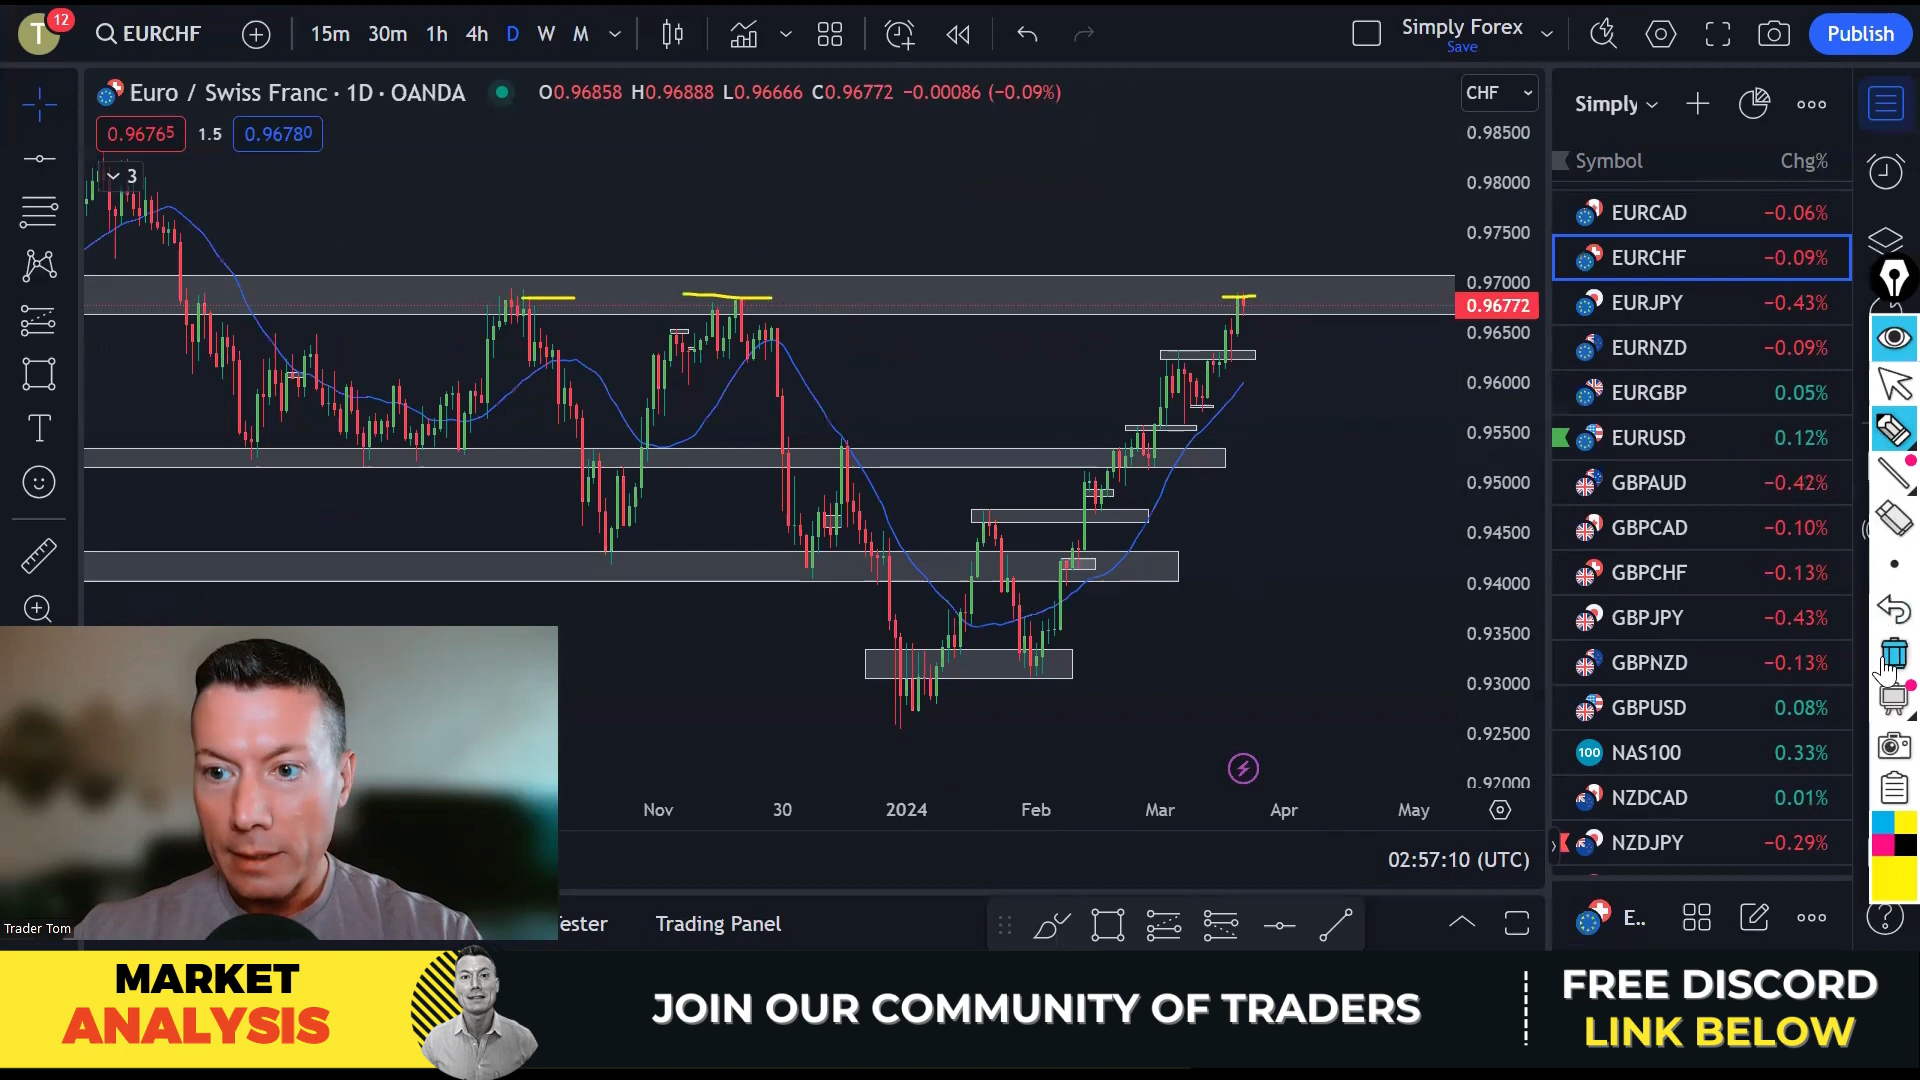 T
12
EURCHF
15m
30m
1h
4h
D
W
M
Simply Forex
Save
Publish
Euro / Swiss Franc · 1D · OANDA
O0.96858 H0.96888 L0.96666 C0.96772 −0.00086 (−0.09%)
0.96765
1.5
0.96780
3
CHF
0.98500
0.98000
0.97500
0.97000
0.96772
0.96500
0.96000
0.95500
0.95000
0.94500
0.94000
0.93500
0.93000
0.92500
0.92000
Nov
30
2024
Feb
Mar
Apr
May
02:57:10 (UTC)
Simply
Symbol Chg%
EURCAD −0.06%
EURCHF −0.09%
EURJPY −0.43%
EURNZD −0.09%
EURGBP 0.05%
EURUSD 0.12%
GBPAUD −0.42%
GBPCAD −0.10%
GBPCHF −0.13%
GBPJPY −0.43%
GBPNZD −0.13%
GBPUSD 0.08%
100 NAS100 0.33%
NZDCAD 0.01%
NZDJPY −0.29%
E..
Trader Tom
ester
Trading Panel
MARKET
ANALYSIS
JOIN OUR COMMUNITY OF TRADERS
FREE DISCORD
LINK BELOW